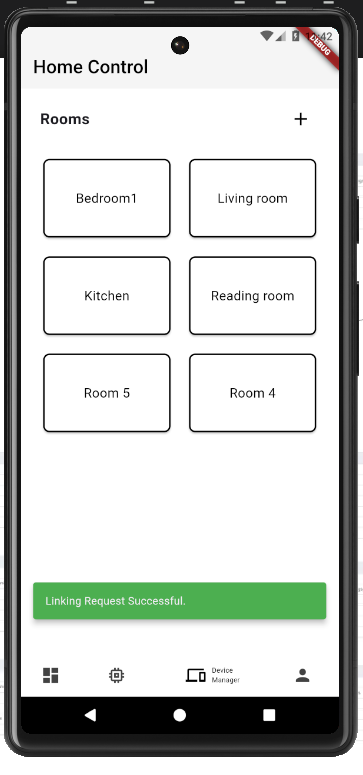 42
DEBUG
Home Control
Rooms
Bedroom1
Living room
Kitchen
Reading room
Room 5
Room 4
Linking Request Successful.
Device
Manager